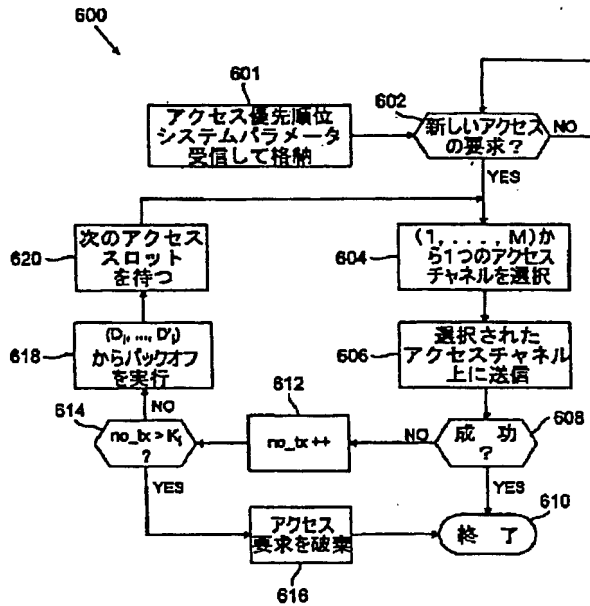 600
601
アクセス優先順位
システムパラメータ
受信して格納
602
新しいアクセス
の要求?
NO
YES
620
次のアクセス
スロット
を待つ
604
(1, . . . . , M)か
ら1つのアクセス
チャネルを選択
618
(Di, ..., D'i)
からバックオフ
を実行
606
選択された
アクセスチャネル
上に送信
614
NO
no_tx > Ki
?
612
no_tx ++
NO
成 功
?
608
YES
YES
610
アクセス
要求を破棄
616
終 了